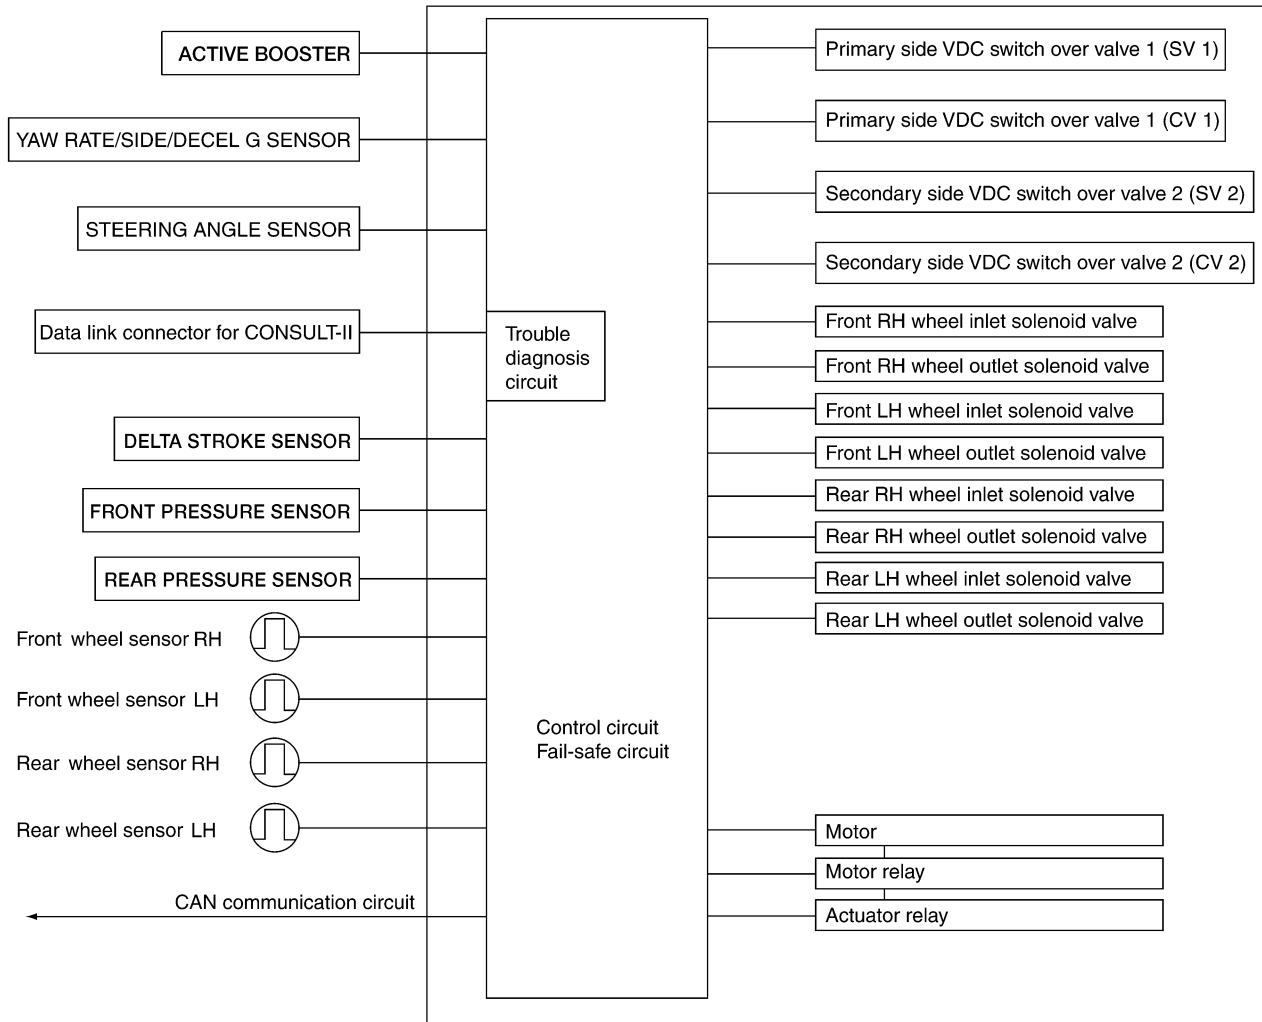 ACTIVE BOOSTER
YAW RATE/SIDE/DECEL G SENSOR
STEERING ANGLE SENSOR
Data link connector for CONSULT-II
DELTA STROKE SENSOR
FRONT PRESSURE SENSOR
REAR PRESSURE SENSOR
Front wheel sensor RH
Front wheel sensor LH
Rear wheel sensor RH
Rear wheel sensor LH
CAN communication circuit
Trouble
diagnosis
circuit
Control circuit
Fail-safe circuit
Primary side VDC switch over valve 1 (SV 1)
Primary side VDC switch over valve 1 (CV 1)
Secondary side VDC switch over valve 2 (SV 2)
Secondary side VDC switch over valve 2 (CV 2)
Front RH wheel inlet solenoid valve
Front RH wheel outlet solenoid valve
Front LH wheel inlet solenoid valve
Front LH wheel outlet solenoid valve
Rear RH wheel inlet solenoid valve
Rear RH wheel outlet solenoid valve
Rear LH wheel inlet solenoid valve
Rear LH wheel outlet solenoid valve
Motor
Motor relay
Actuator relay